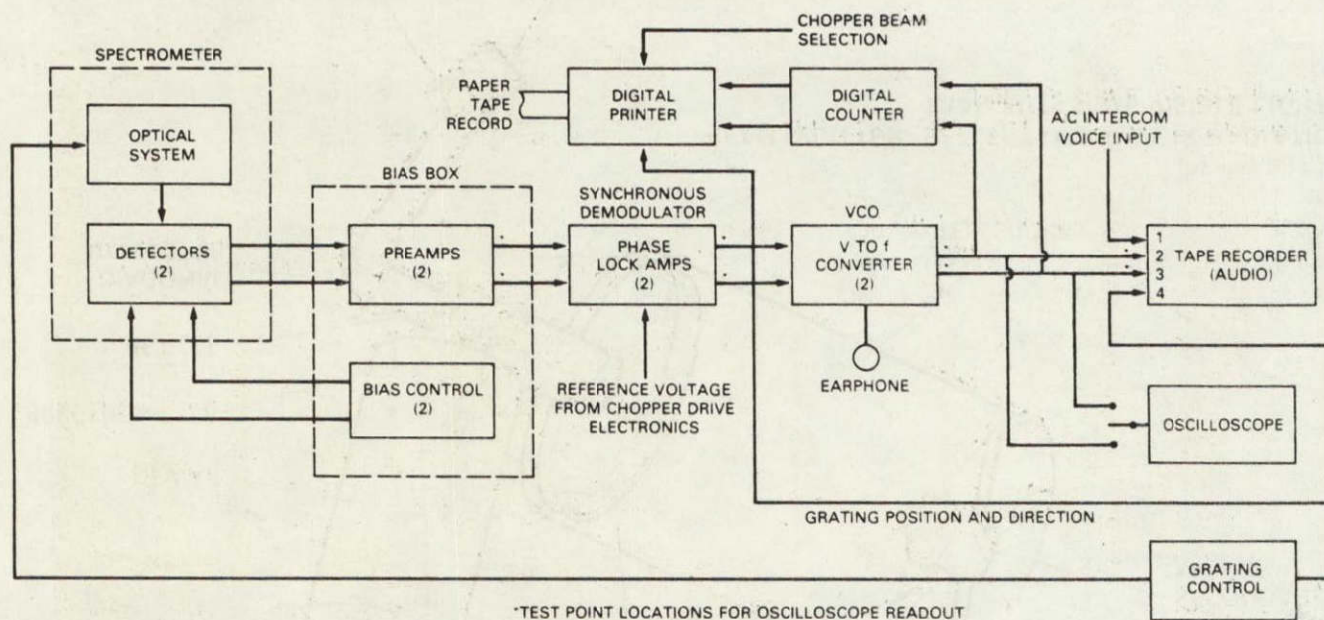 CHOPPER BEAM
SELECTION
SPECTROMETER
PAPER
TAPE
RECORD
DIGITAL
PRINTER
DIGITAL
COUNTER
A.C INTERCOM
VOICE INPUT
OPTICAL
SYSTEM
BIAS BOX
SYNCHRONOUS
DEMODULATOR
VCO
DETECTORS
(2)
PREAMPS
(2)
PHASE
LOCK AMPS
(2)
V TO f
CONVERTER
(2)
1
2
3
4
TAPE RECORDER
(AUDIO)
BIAS CONTROL
(2)
REFERENCE VOLTAGE
FROM CHOPPER DRIVE
ELECTRONICS
EARPHONE
OSCILLOSCOPE
GRATING POSITION AND DIRECTION
GRATING
CONTROL
*TEST POINT LOCATIONS FOR OSCILLOSCOPE READOUT